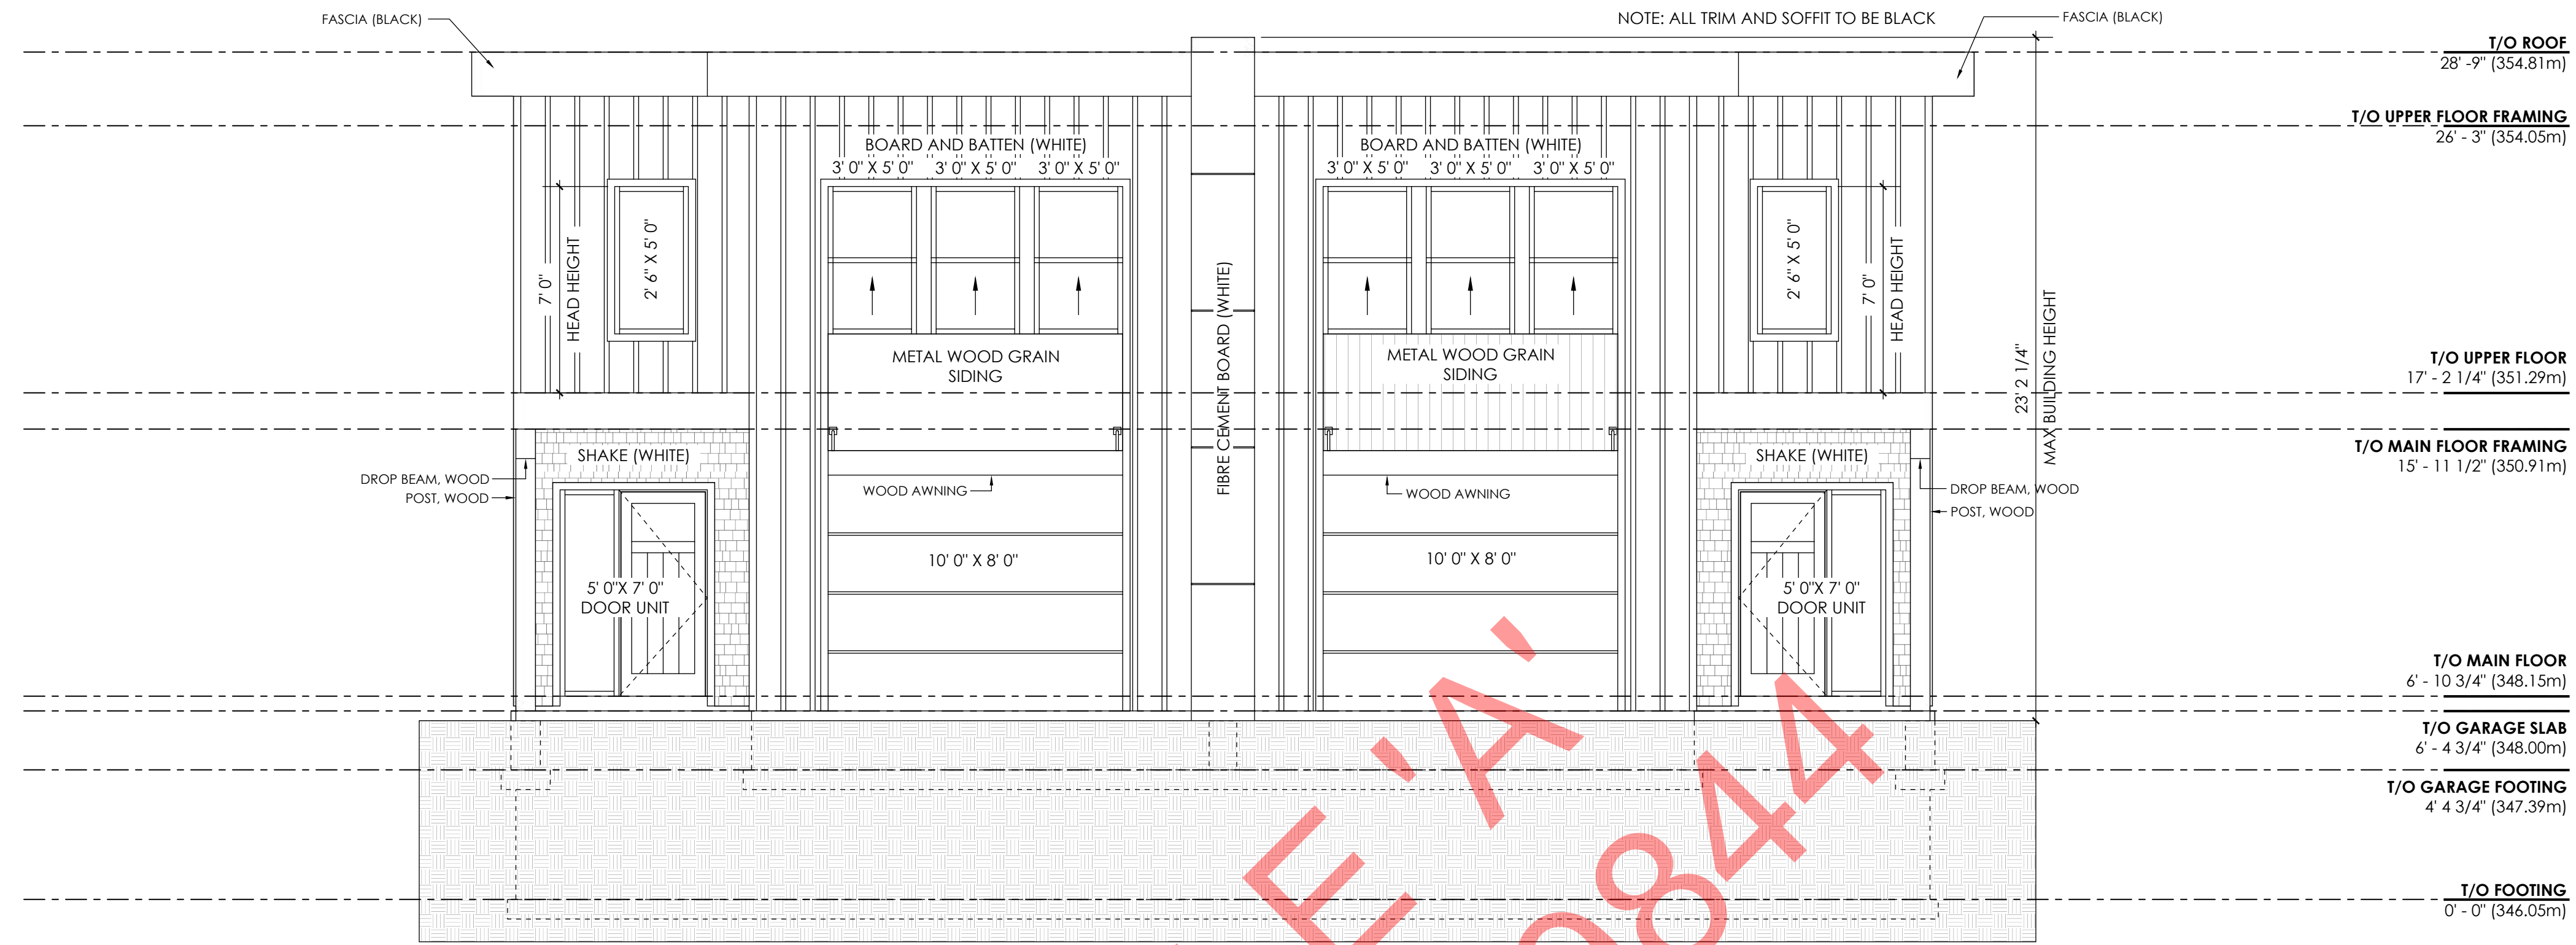 FASCIA (BLACK)
NOTE: ALL TRIM AND SOFFIT TO BE BLACK
FASCIA (BLACK)
T/O ROOF
28' -9" (354.81m)
T/O UPPER FLOOR FRAMING
26' - 3" (354.05m)
BOARD AND BATTEN (WHITE)
3' 0" X 5' 0" 3' 0" X 5' 0" 3' 0" X 5' 0"
BOARD AND BATTEN (WHITE)
3' 0" X 5' 0" 3' 0" X 5' 0" 3' 0" X 5' 0"
7' 0"
HEAD HEIGHT
2' 6" X 5' 0"
2' 6" X 5' 0"
7' 0"
HEAD HEIGHT
METAL WOOD GRAIN
SIDING
FIBRE CEMENT BOARD (WHITE)
METAL WOOD GRAIN
SIDING
23' 2 1/4"
MAX BUILDING HEIGHT
T/O UPPER FLOOR
17' - 2 1/4" (351.29m)
T/O MAIN FLOOR FRAMING
15' - 11 1/2" (350.91m)
SHAKE (WHITE)
SHAKE (WHITE)
DROP BEAM, WOOD
POST, WOOD
WOOD AWNING
WOOD AWNING
DROP BEAM, WOOD
POST, WOOD
10' 0" X 8' 0"
10' 0" X 8' 0"
5' 0"X 7' 0"
DOOR UNIT
5' 0"X 7' 0"
DOOR UNIT
T/O MAIN FLOOR
6' - 10 3/4" (348.15m)
T/O GARAGE SLAB
6' - 4 3/4" (348.00m)
T/O GARAGE FOOTING
4' 4 3/4" (347.39m)
T/O FOOTING
0' - 0" (346.05m)
E 'A'
0844